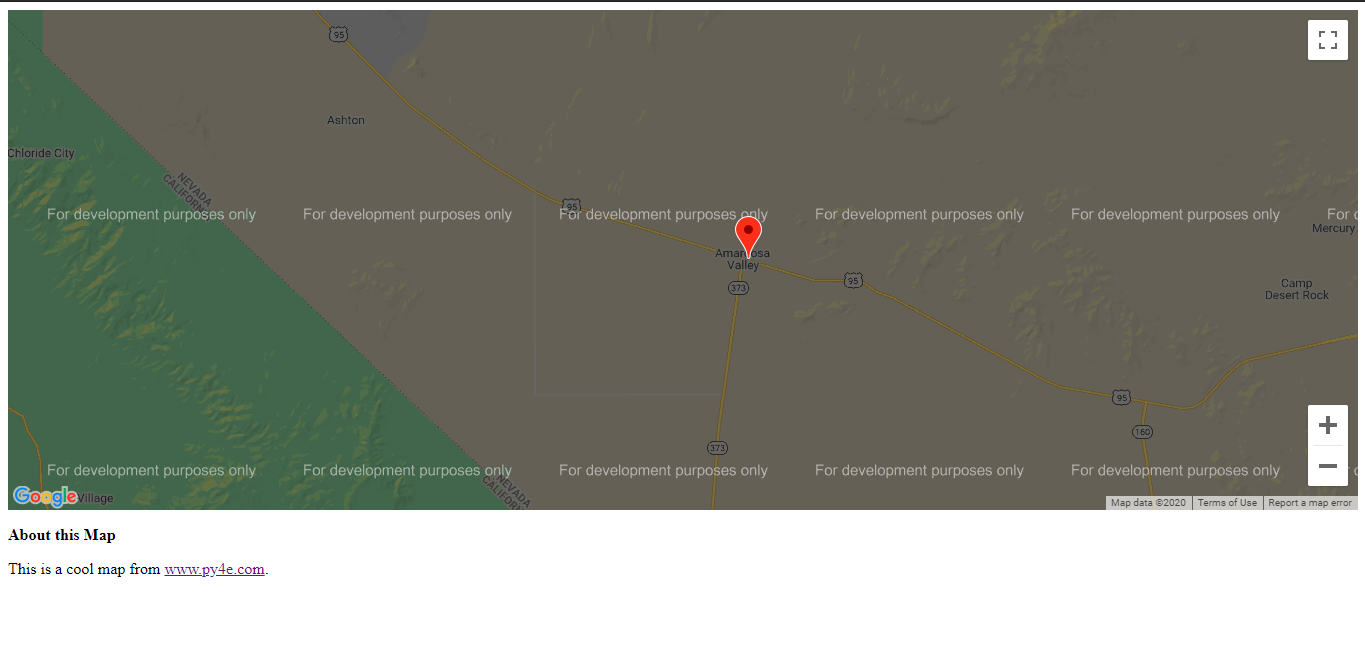 95
Ashton
Chloride City
NEVADA
CALIFORNIA
95
For development purposes only
For development purposes only
For development purposes only
For development purposes only
For development purposes only
For
Mercury
Amargosa
Valley
373
95
Camp
Desert Rock
95
160
373
For development purposes only
For development purposes only
For development purposes only
For development purposes only
For development purposes only
NEVADA
CALIFORNIA
Google
Village
Map data ©2020
Terms of Use
Report a map error
About this Map
This is a cool map from www.py4e.com.